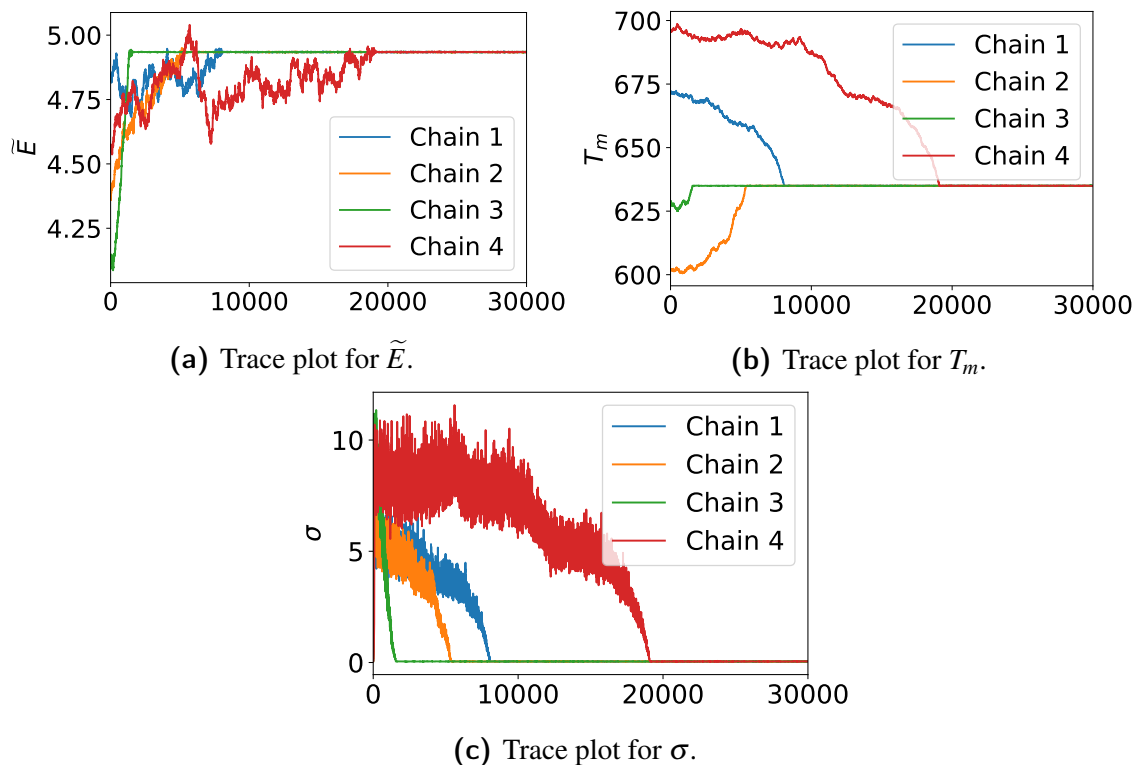 5.00
4.75
4.50
4.25
Ẽ
Chain 1
Chain 2
Chain 3
Chain 4
0 10000 20000 30000
(a) Trace plot for Ẽ.
700
675
650
625
600
T_m
Chain 1
Chain 2
Chain 3
Chain 4
0 10000 20000 30000
(b) Trace plot for T_m.
10
5
0
σ
Chain 1
Chain 2
Chain 3
Chain 4
0 10000 20000 30000
(c) Trace plot for σ.